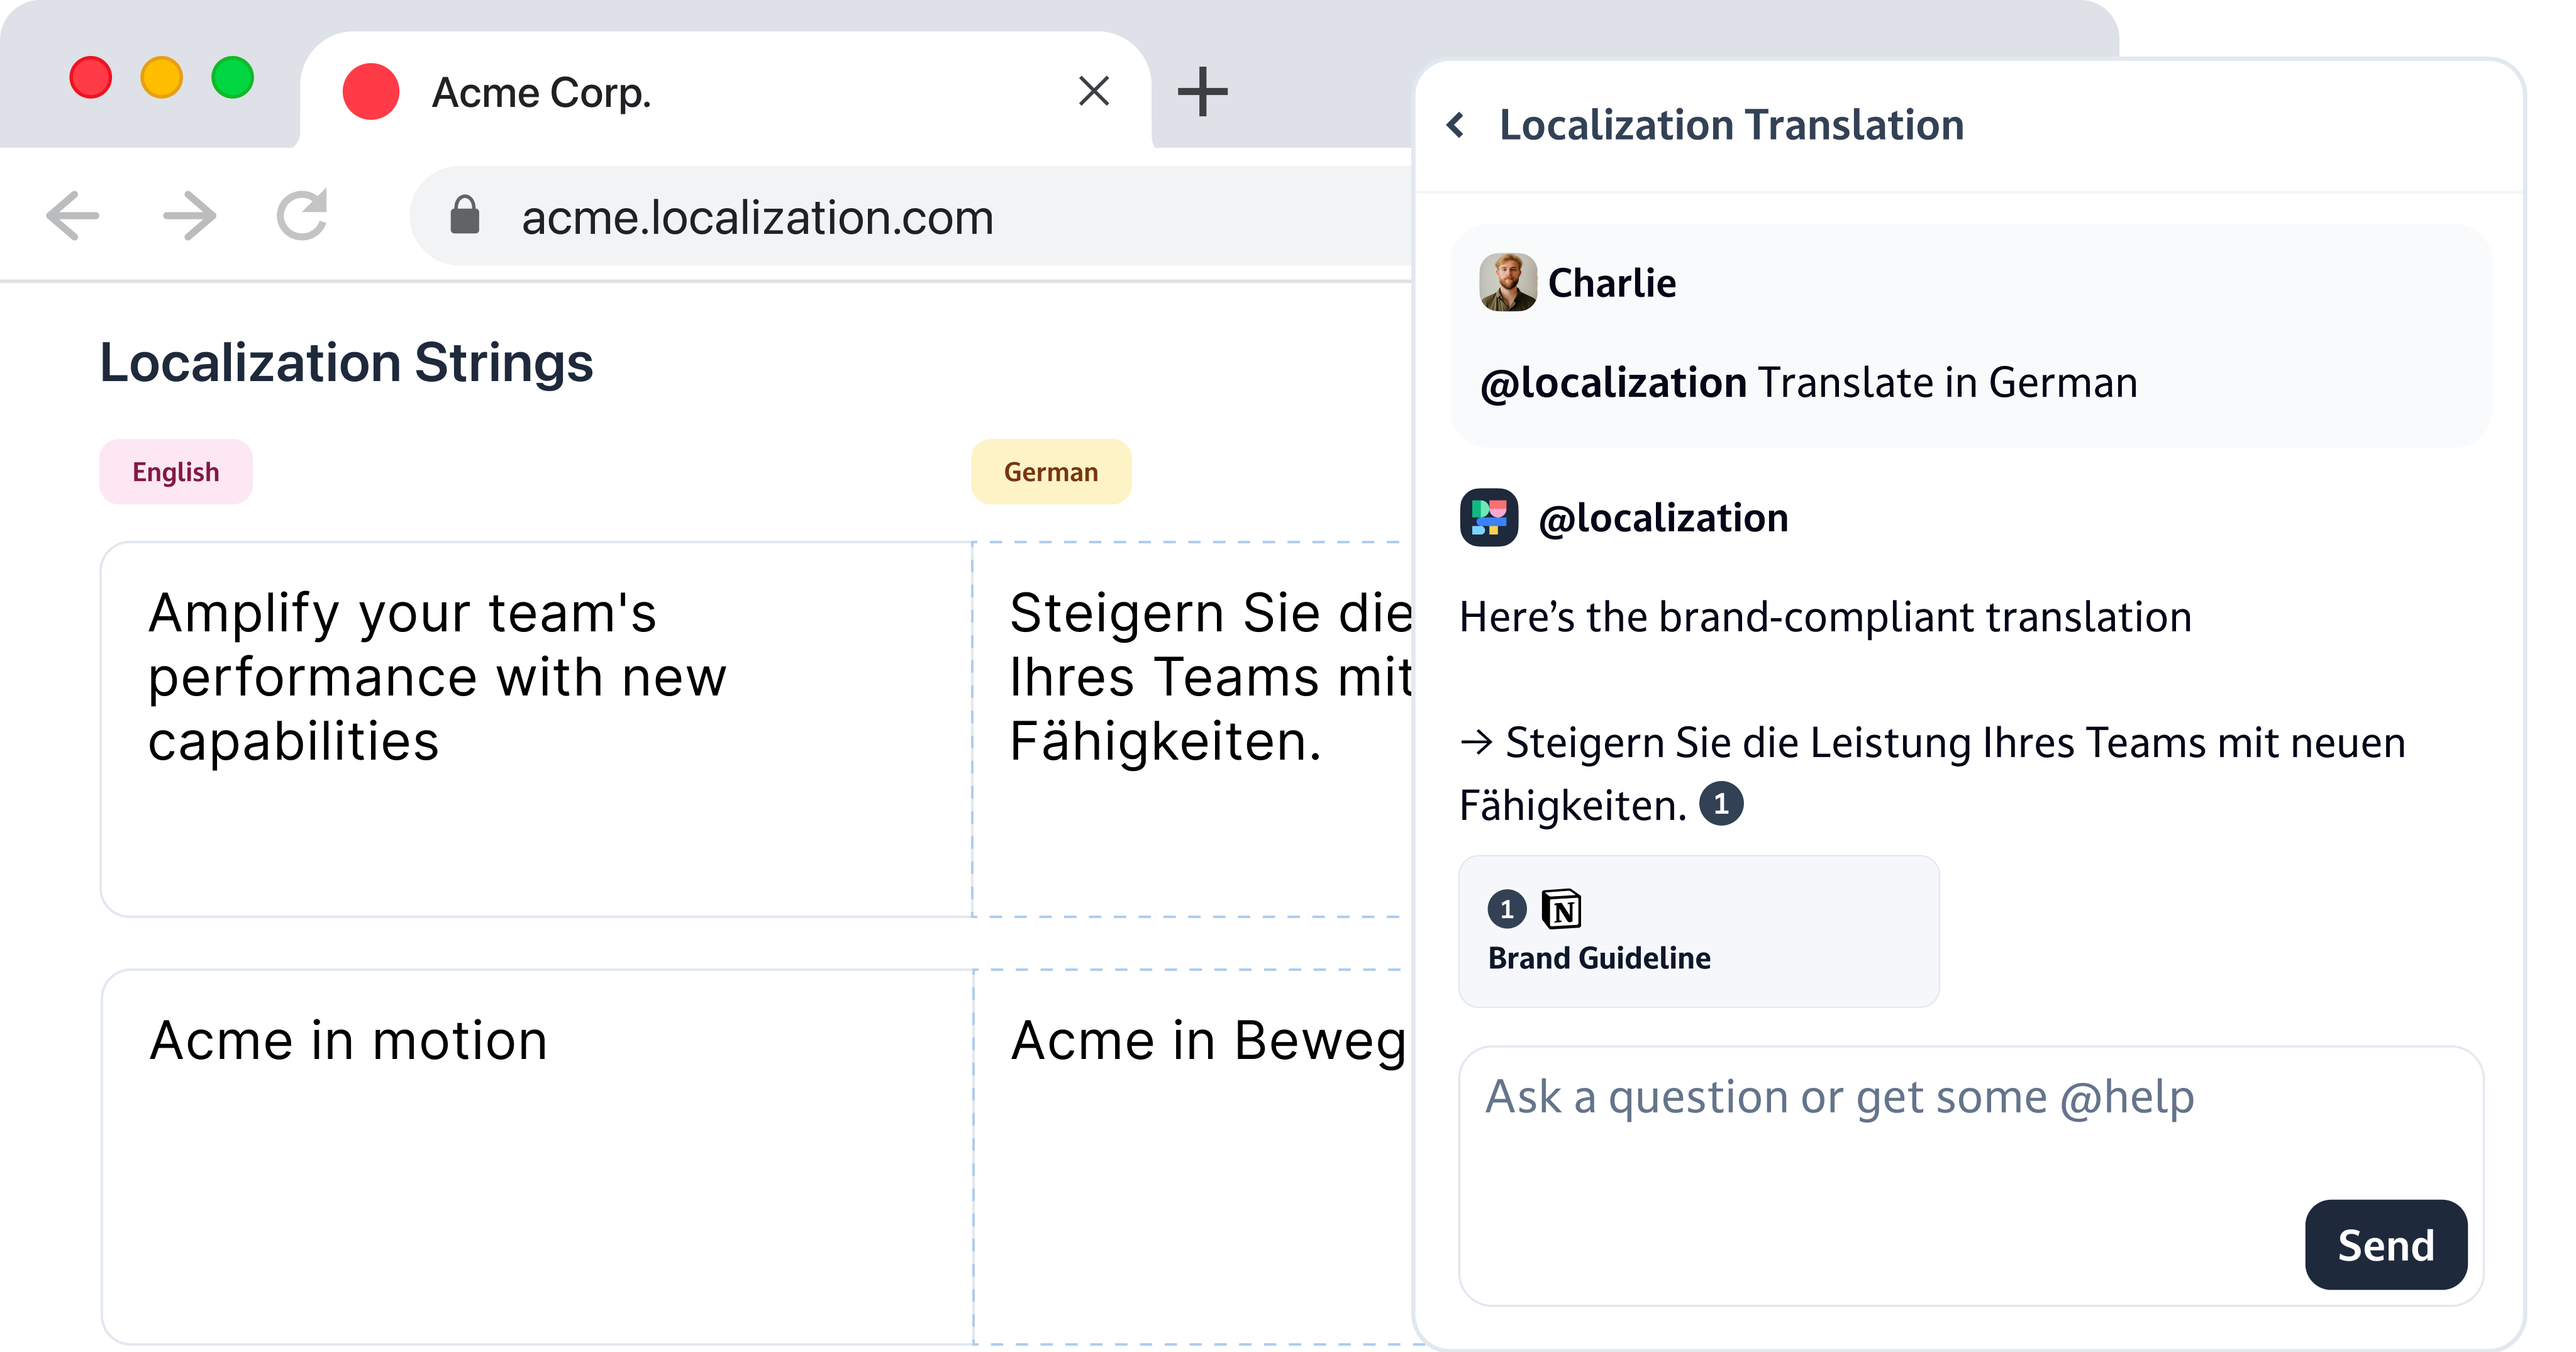 Acme Corp.
acme.localization.com
Localization Strings
English
German
Amplify your team's
performance with new
capabilities
Steigern Sie die
Ihres Teams mit
Fähigkeiten.
Acme in motion
Acme in Beweg
Localization Translation
Charlie
@localization Translate in German
@localization
Here’s the brand-compliant translation
→ Steigern Sie die Leistung Ihres Teams mit neuen
Fähigkeiten. 1
1 N
Brand Guideline
Ask a question or get some @help
Send